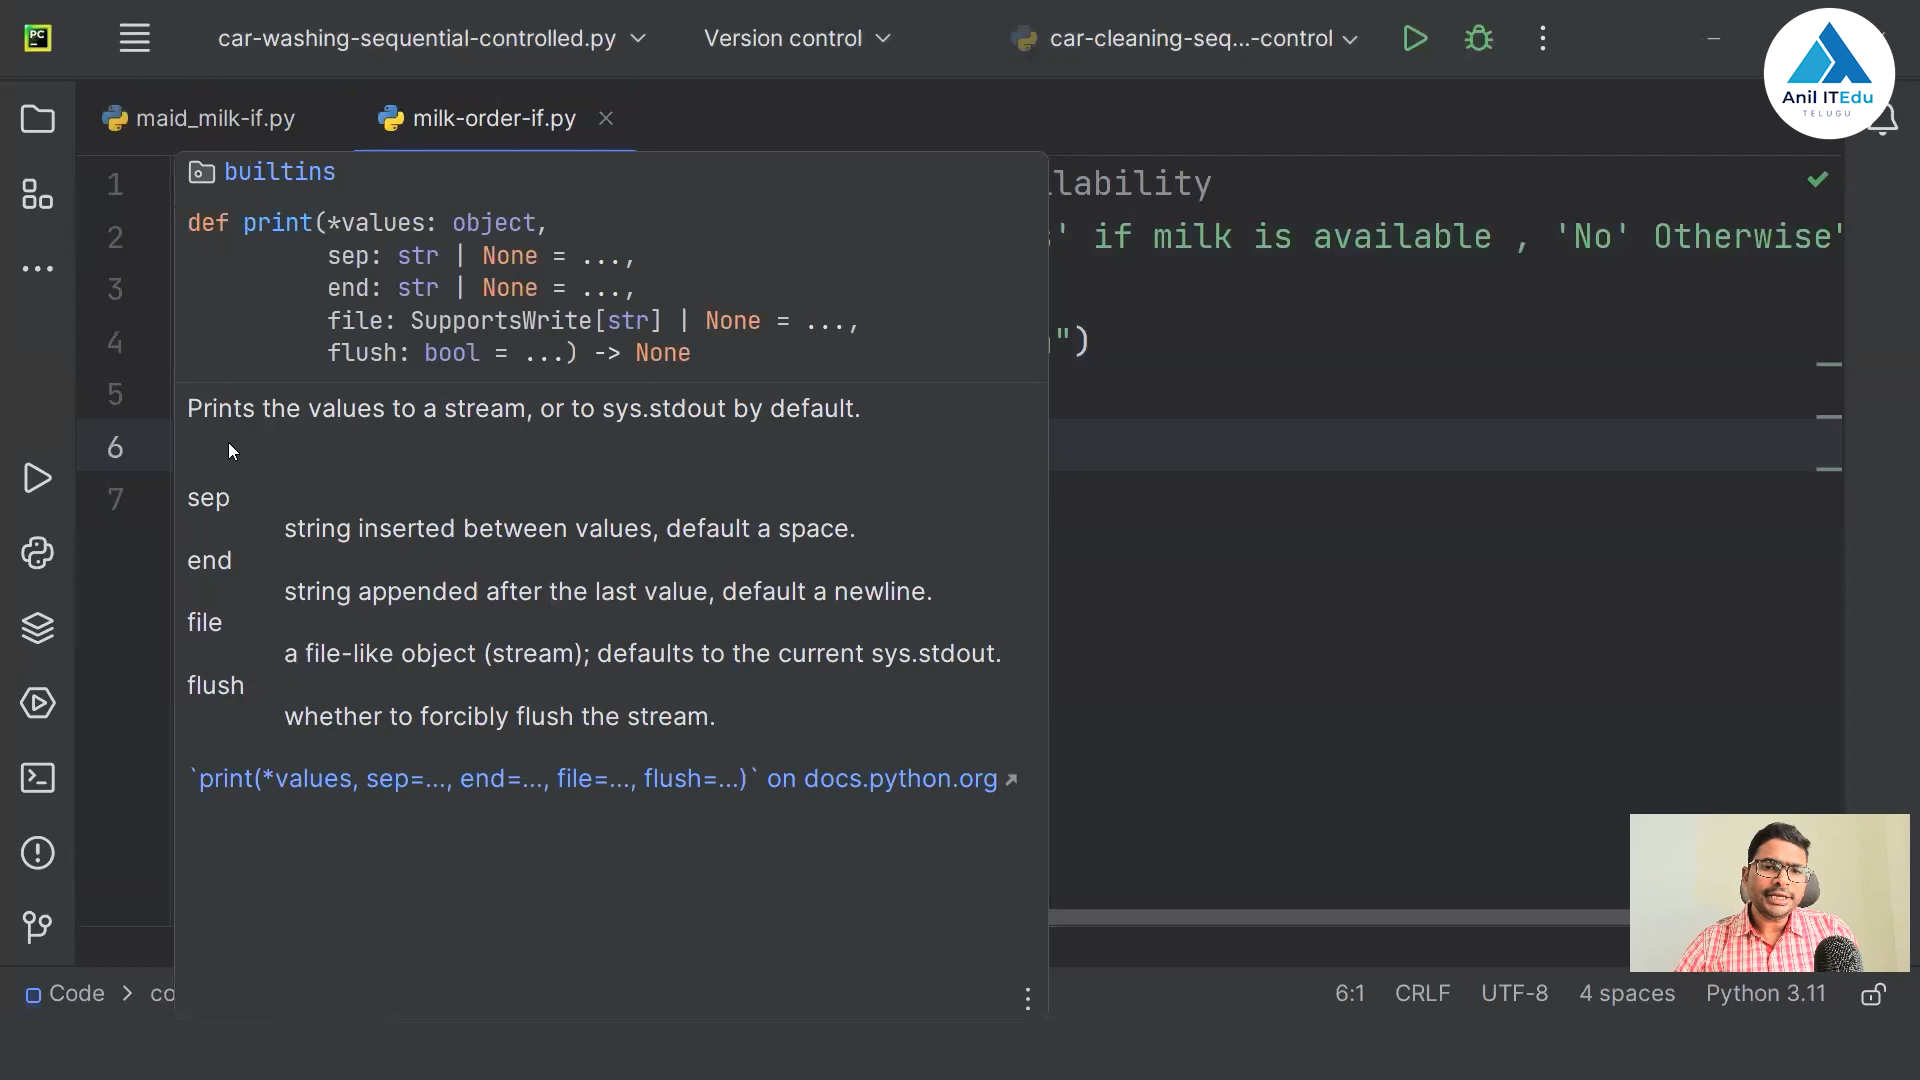 PC
car-washing-sequential-controlled.py
Version control
car-cleaning-seq...-control
Anil ITEdu
TELUGU
maid_milk-if.py
milk-order-if.py
builtins
def print(*values: object,
sep: str | None = ...,
end: str | None = ...,
file: SupportsWrite[str] | None = ...,
flush: bool = ...) -> None
Prints the values to a stream, or to sys.stdout by default.
sep
string inserted between values, default a space.
end
string appended after the last value, default a newline.
file
a file-like object (stream); defaults to the current sys.stdout.
flush
whether to forcibly flush the stream.
`print(*values, sep=..., end=..., file=..., flush=...)` on docs.python.org
1
2
3
4
5
6
7
lability
' if milk is available , 'No' Otherwise'
")
Code > co
6:1 CRLF UTF-8 4 spaces Python 3.11